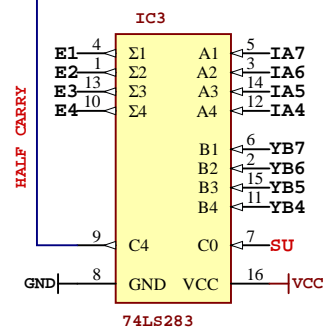 IC3
E1 4 Σ1 A1 5 IA7
E2 1 Σ2 A2 3 IA6
E3 13 Σ3 A3 14 IA5
E4 10 Σ4 A4 12 IA4
B1 6 YB7
B2 2 YB6
B3 15 YB5
B4 11 YB4
HALF CARRY
9 C4 C0 7 SU
GND 8 GND VCC 16 VCC
74LS283